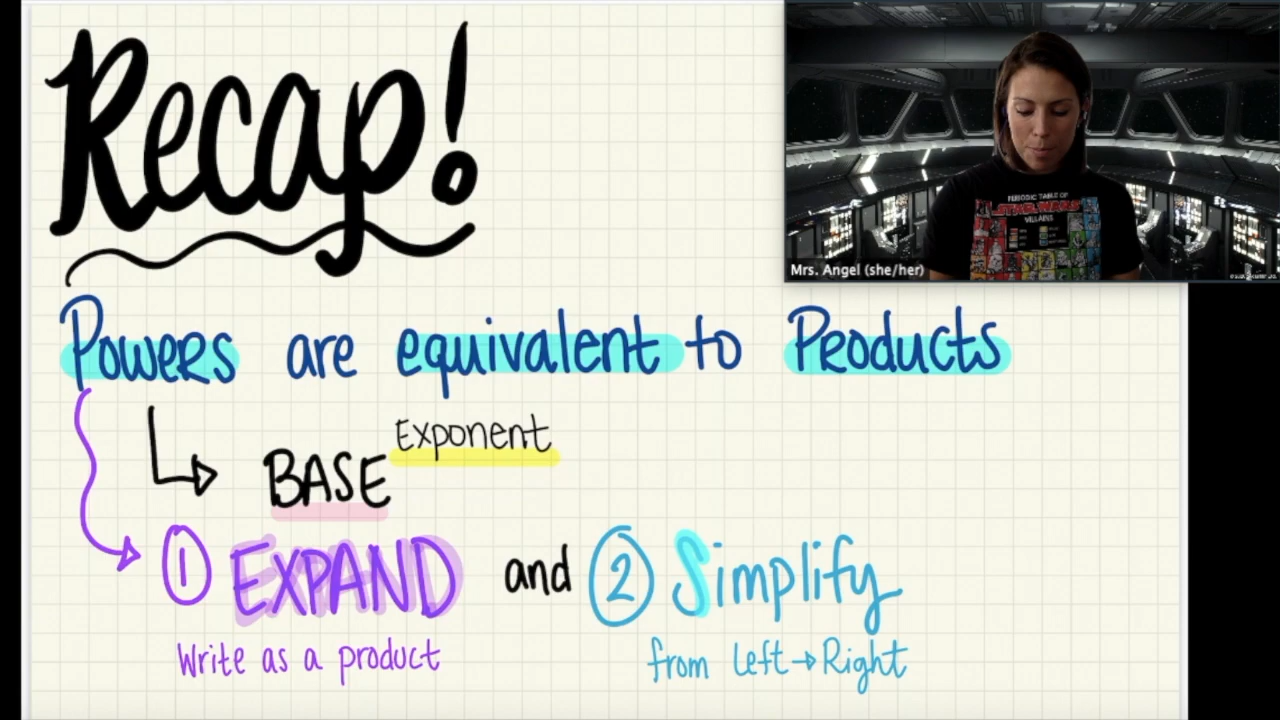 Recap!
PERIODIC TABLE OF
STAR WARS
VILLAINS
Mrs. Angel (she/her)
Powers are equivalent to Products
Exponent
BASE
1 EXPAND and 2 Simplify
Write as a product
from Left → Right